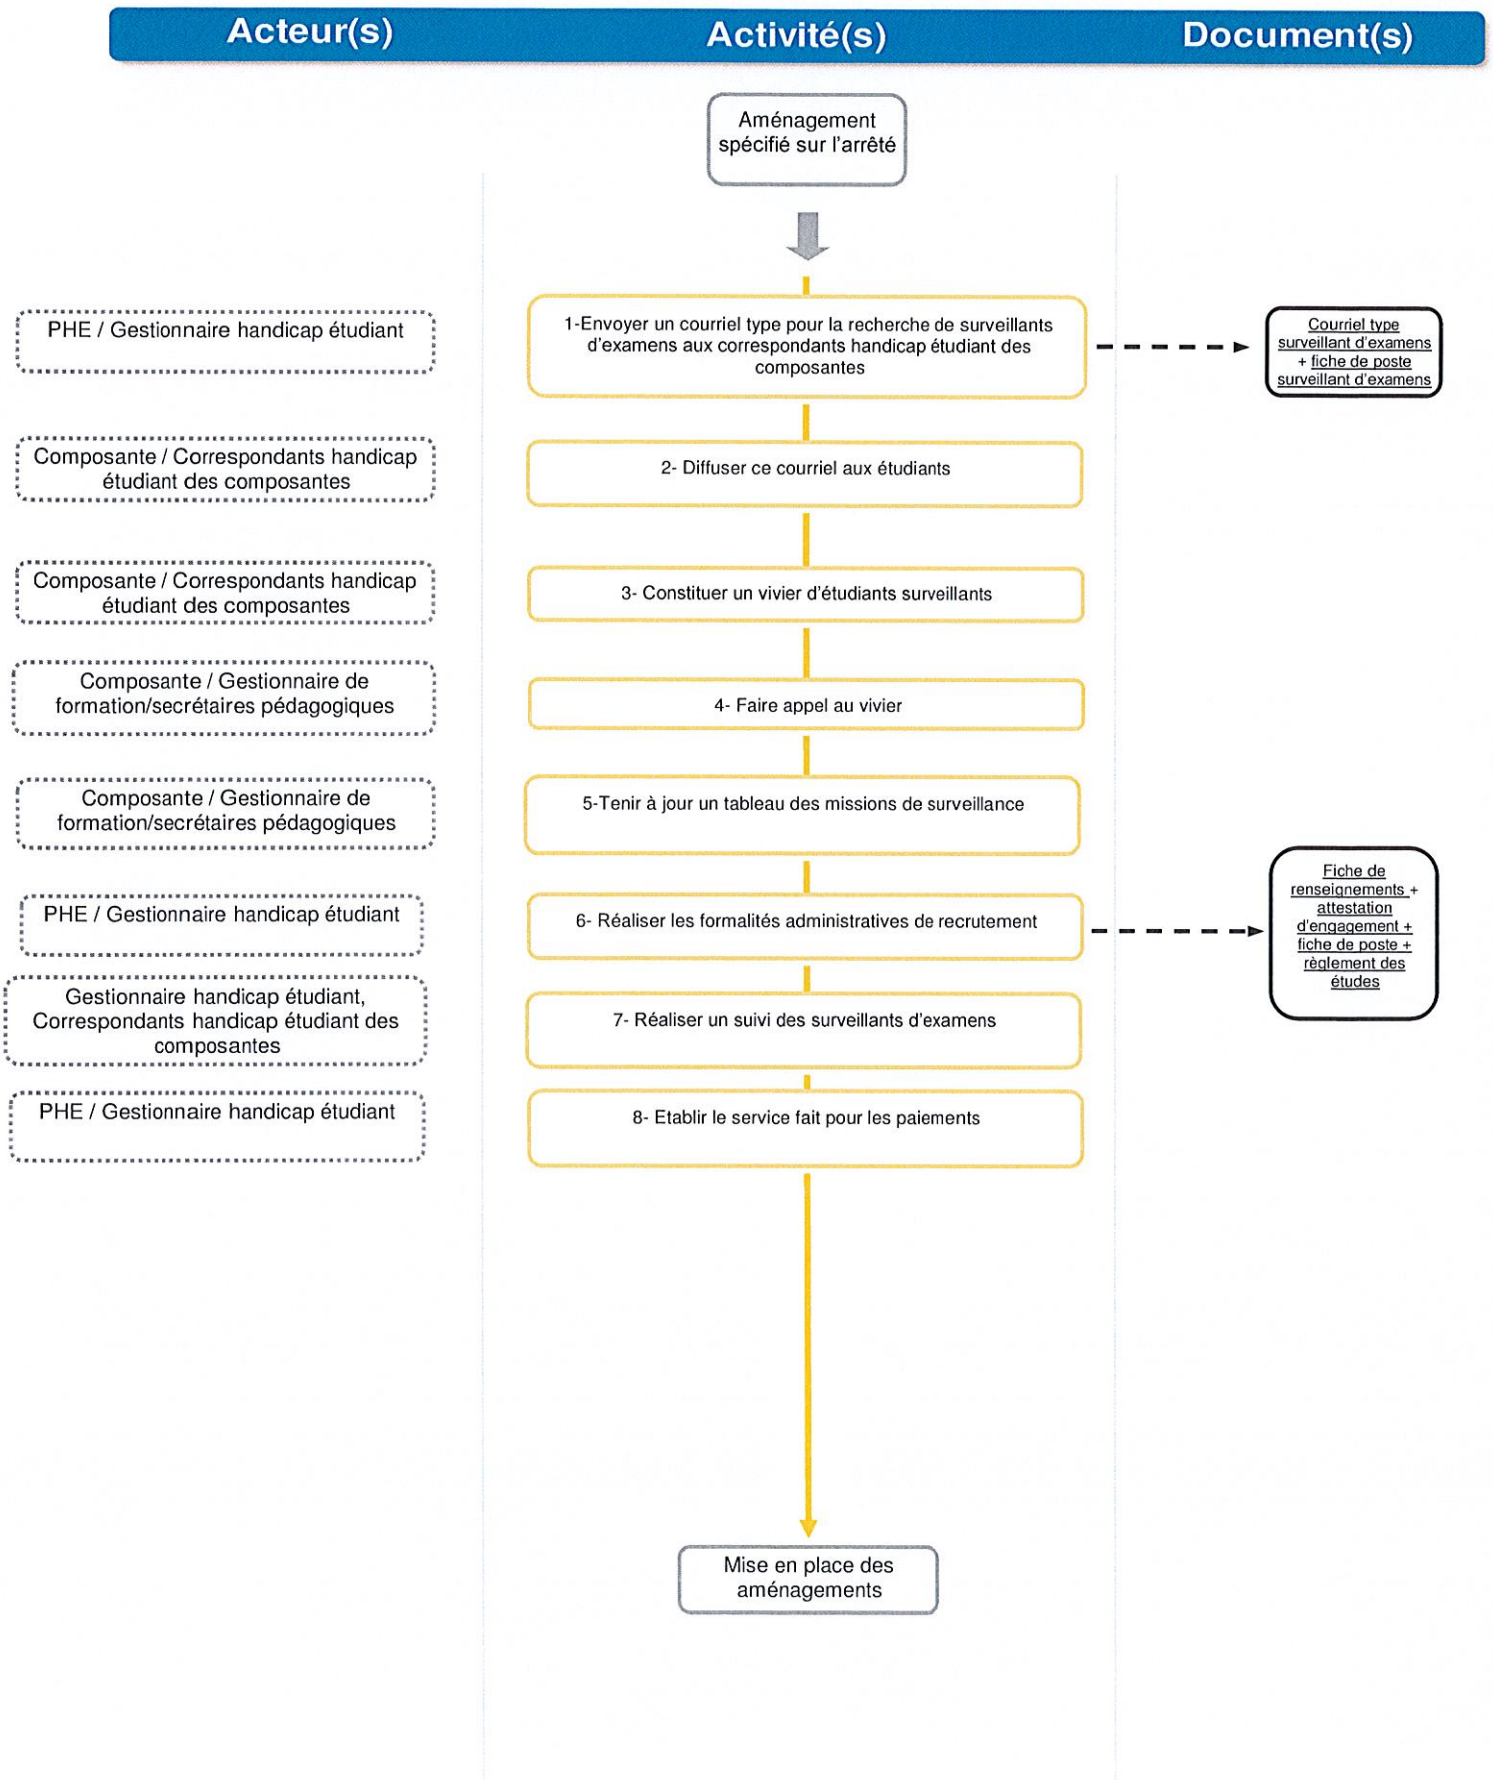 Acteur(s) Activité(s) Document(s)
Aménagement
spécifié sur l'arrêté
PHE / Gestionnaire handicap étudiant
1-Envoyer un courriel type pour la recherche de surveillants
d'examens aux correspondants handicap étudiant des
composantes
Courriel type
surveillant d'examens
+ fiche de poste
surveillant d'examens
Composante / Correspondants handicap
étudiant des composantes
2- Diffuser ce courriel aux étudiants
Composante / Correspondants handicap
étudiant des composantes
3- Constituer un vivier d'étudiants surveillants
Composante / Gestionnaire de
formation/secrétaires pédagogiques
4- Faire appel au vivier
Composante / Gestionnaire de
formation/secrétaires pédagogiques
5-Tenir à jour un tableau des missions de surveillance
PHE / Gestionnaire handicap étudiant
6- Réaliser les formalités administratives de recrutement
Fiche de
renseignements +
attestation
d'engagement +
fiche de poste +
règlement des
études
Gestionnaire handicap étudiant,
Correspondants handicap étudiant des
composantes
7- Réaliser un suivi des surveillants d'examens
PHE / Gestionnaire handicap étudiant
8- Etablir le service fait pour les paiements
Mise en place des
aménagements